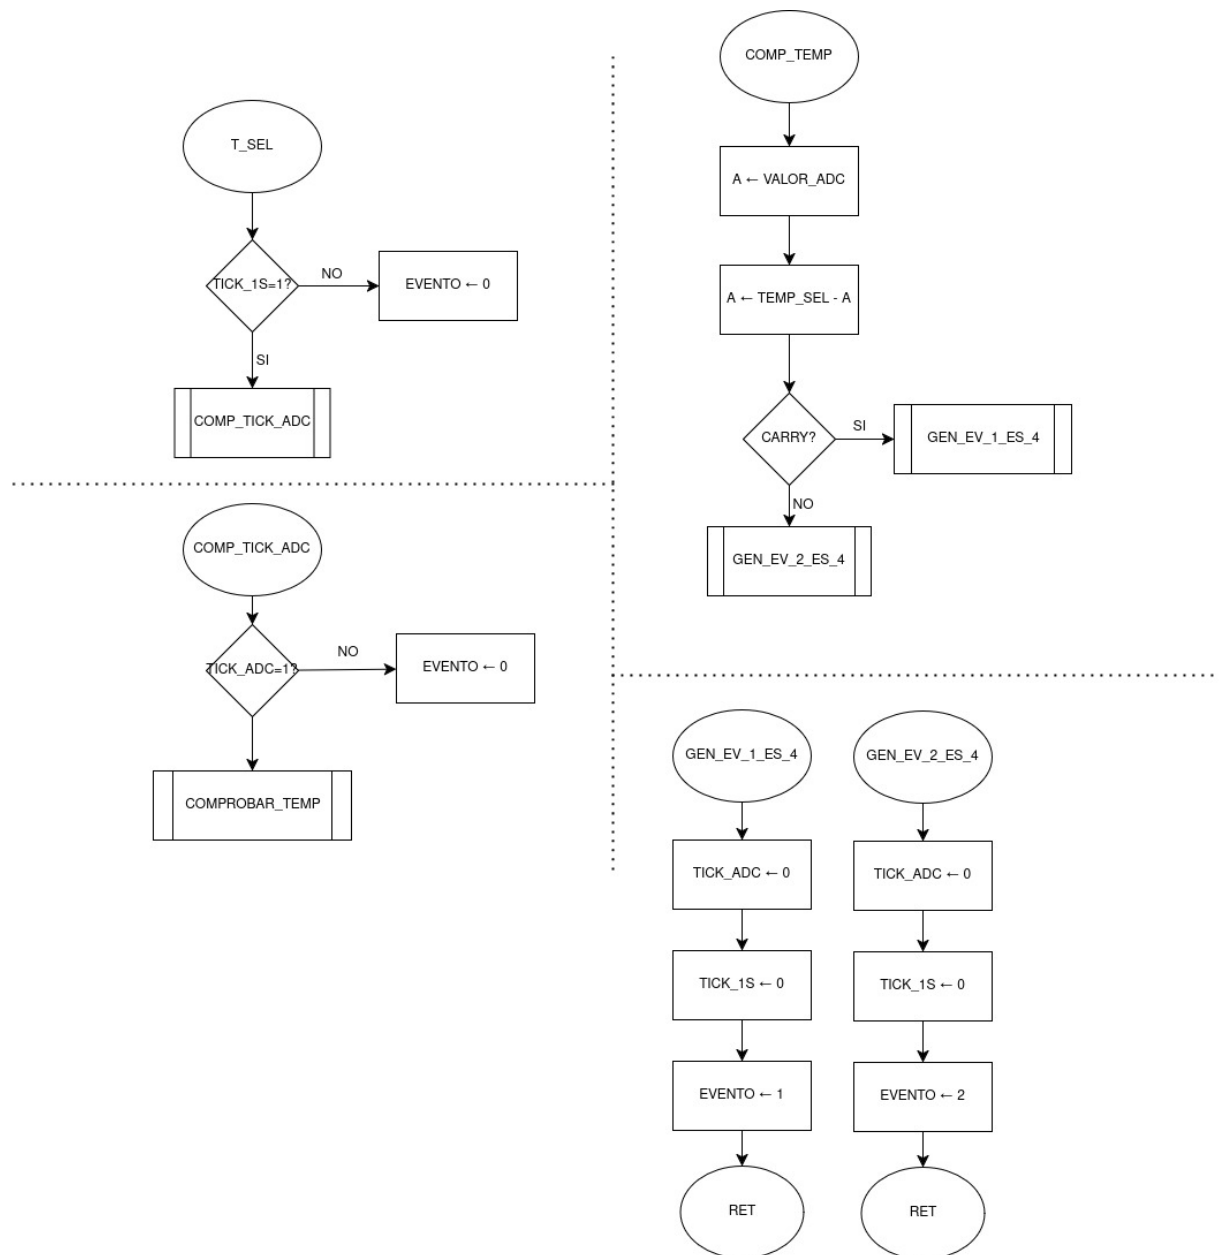 T_SEL
TICK_1S=1?
NO
EVENTO ← 0
SI
COMP_TICK_ADC
COMP_TICK_ADC
TICK_ADC=1?
NO
EVENTO ← 0
COMPROBAR_TEMP
COMP_TEMP
A ← VALOR_ADC
A ← TEMP_SEL - A
CARRY?
SI
GEN_EV_1_ES_4
NO
GEN_EV_2_ES_4
GEN_EV_1_ES_4
TICK_ADC ← 0
TICK_1S ← 0
EVENTO ← 1
RET
GEN_EV_2_ES_4
TICK_ADC ← 0
TICK_1S ← 0
EVENTO ← 2
RET